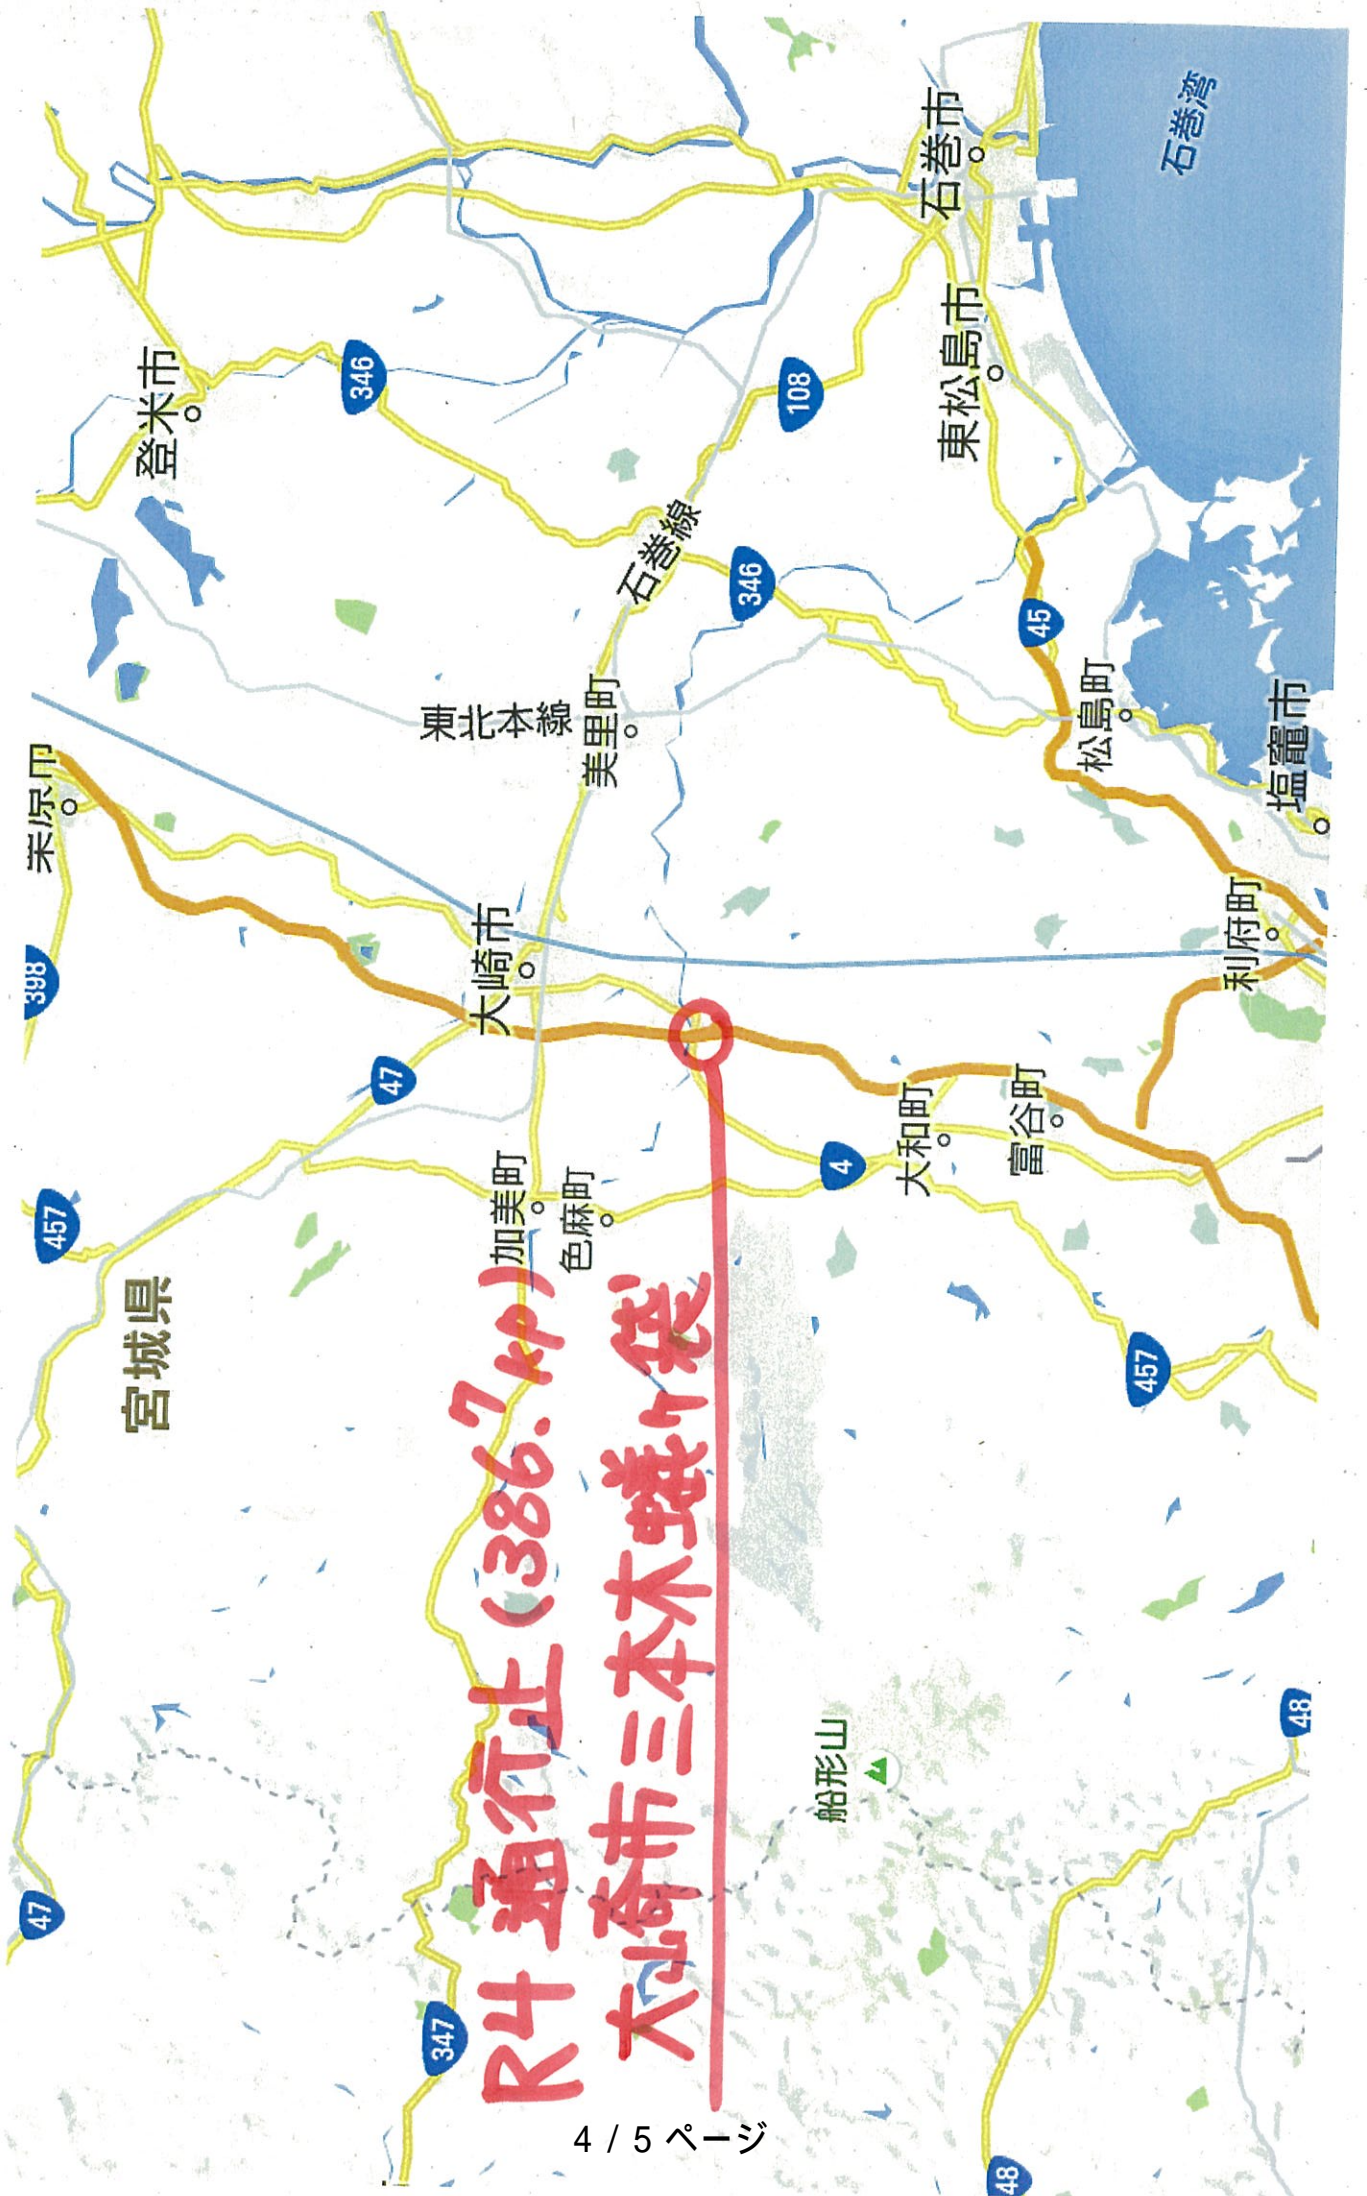 R4 通行止 (386.7kp)
大崎市三本木蟻ヶ袋
宮城県
栗原市
登米市
石巻市
石巻湾
東松島市
石巻線
東北本線
美里町
大崎市
松島町
塩竈市
利府町
加美町
色麻町
大和町
富谷町
船形山
398
457
47
47
347
346
346
108
45
4
457
48
48
4 / 5 ページ